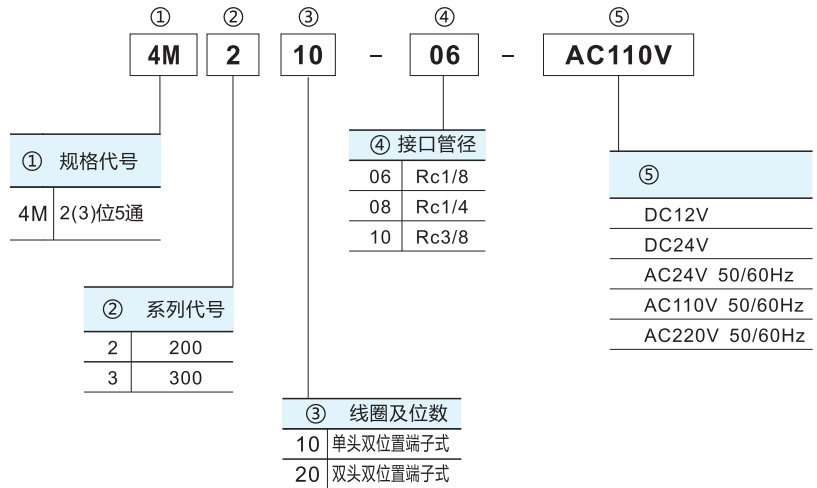 ① ② ③ ④ ⑤
4M 2 10 - 06 - AC110V
① 规格代号
4M 2(3)位5通
② 系列代号
2 200
3 300
③ 线圈及位数
10 单头双位置端子式
20 双头双位置端子式
④ 接口管径
06 Rc1/8
08 Rc1/4
10 Rc3/8
⑤
DC12V
DC24V
AC24V 50/60Hz
AC110V 50/60Hz
AC220V 50/60Hz